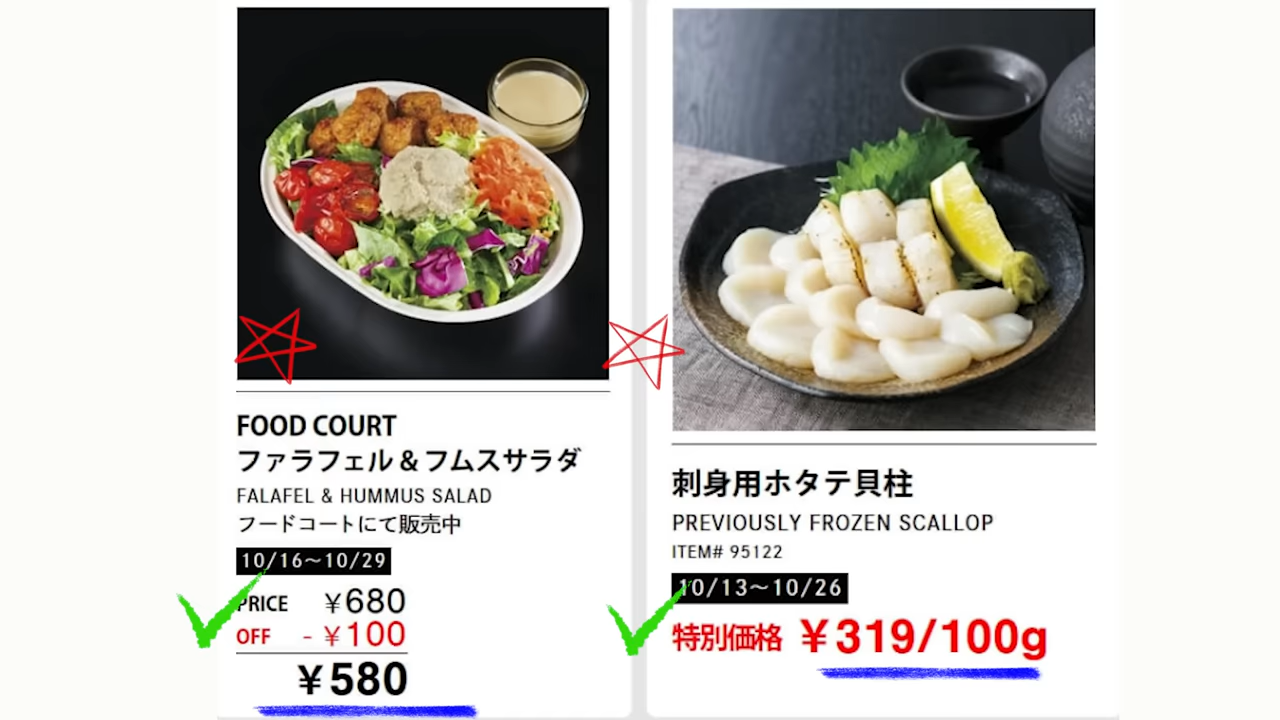 FOOD COURT
ファラフェル & フムスサラダ
FALAFEL & HUMMUS SALAD
フードコートにて販売中
10/16～10/29
PRICE ¥680
OFF - ¥100
¥580
刺身用ホタテ貝柱
PREVIOUSLY FROZEN SCALLOP
ITEM# 95122
10/13～10/26
特別価格 ¥319/100g